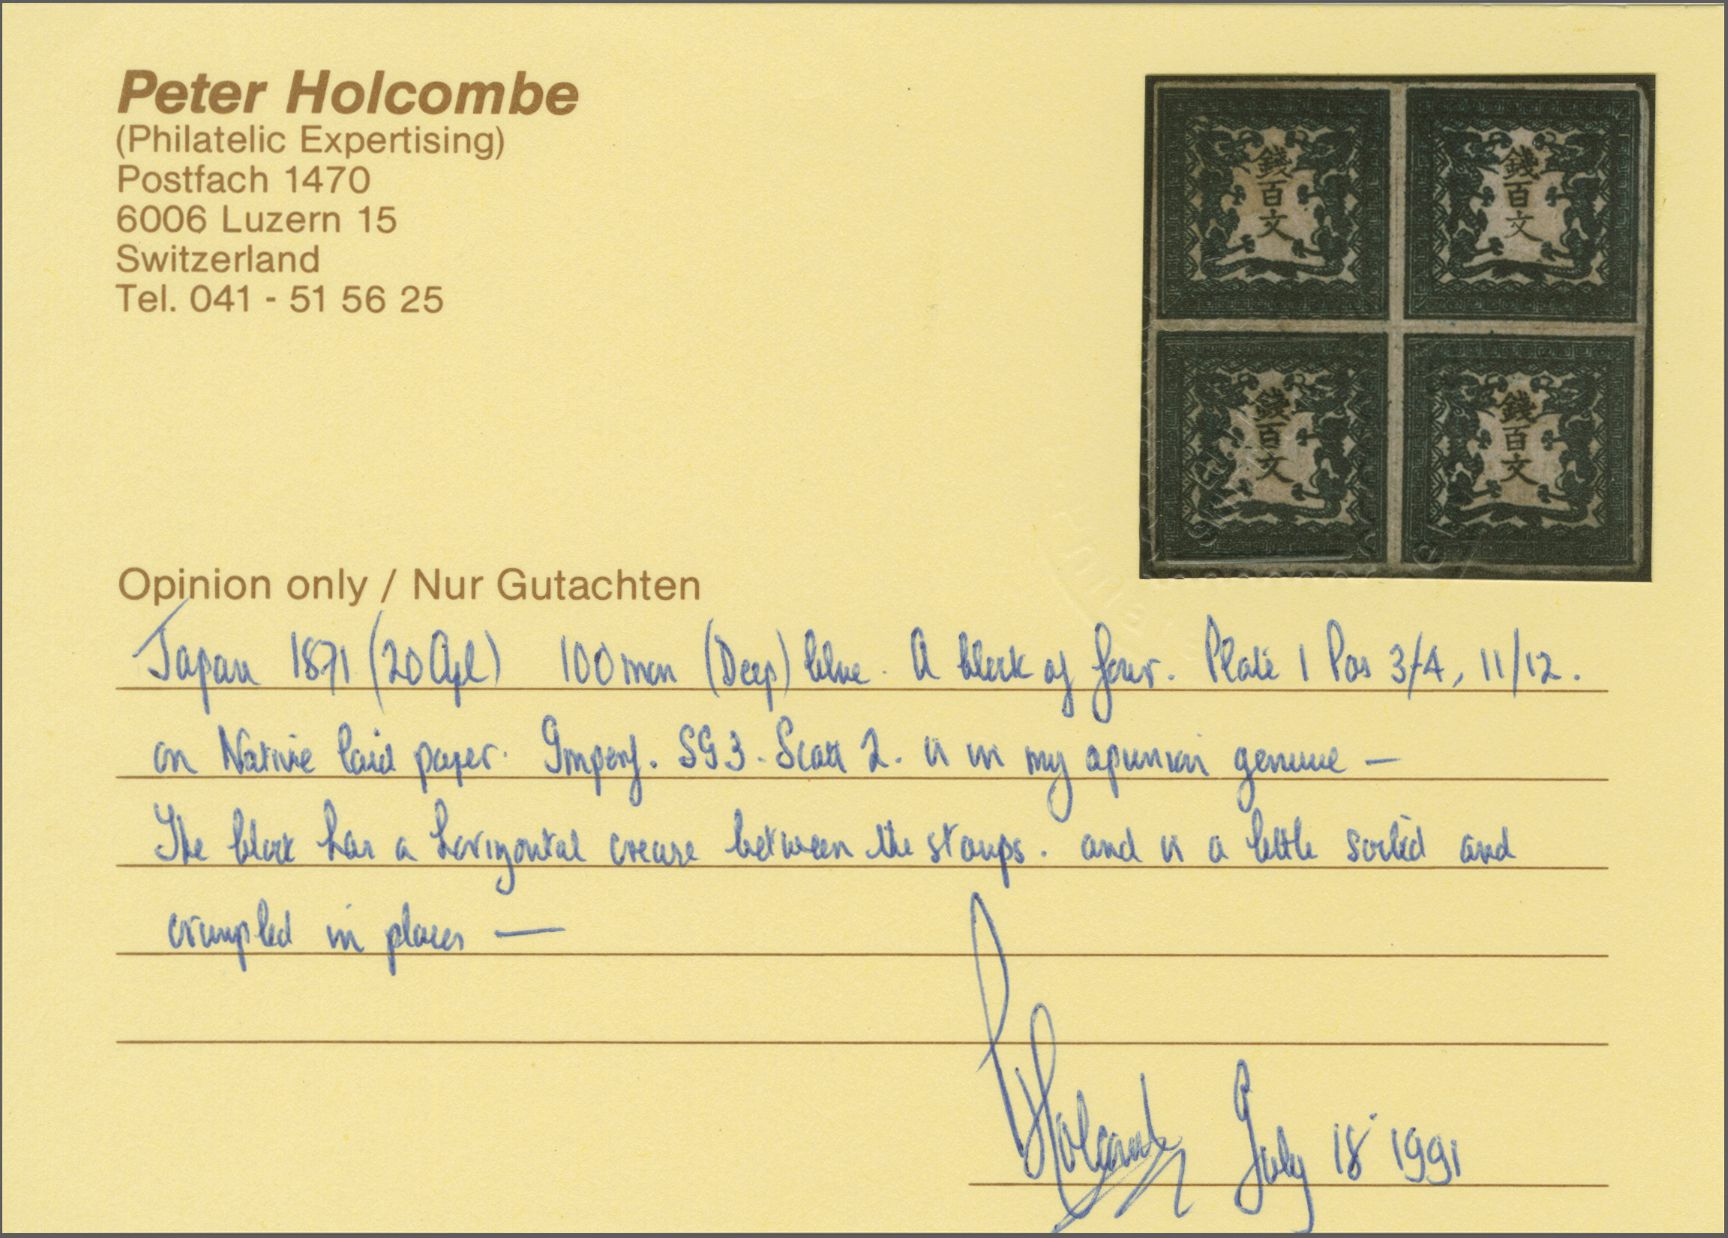 Peter Holcombe
(Philatelic Expertising)
Postfach 1470
6006 Luzern 15
Switzerland
Tel. 041 - 51 56 25
錢百文
錢百文
錢百文
錢百文
Opinion only / Nur Gutachten
Japan 1871 (20 Apl) 100 mon (Deep) blue. A block of four. Plate 1 Pos 3/4, 11/12.
on Native laid paper. Imperf. SG3. Scott 2. is in my opinion genuine —
The block has a horizontal crease between the stamps. and is a little soiled and
crumpled in places —
PHolcombe July 18 1991